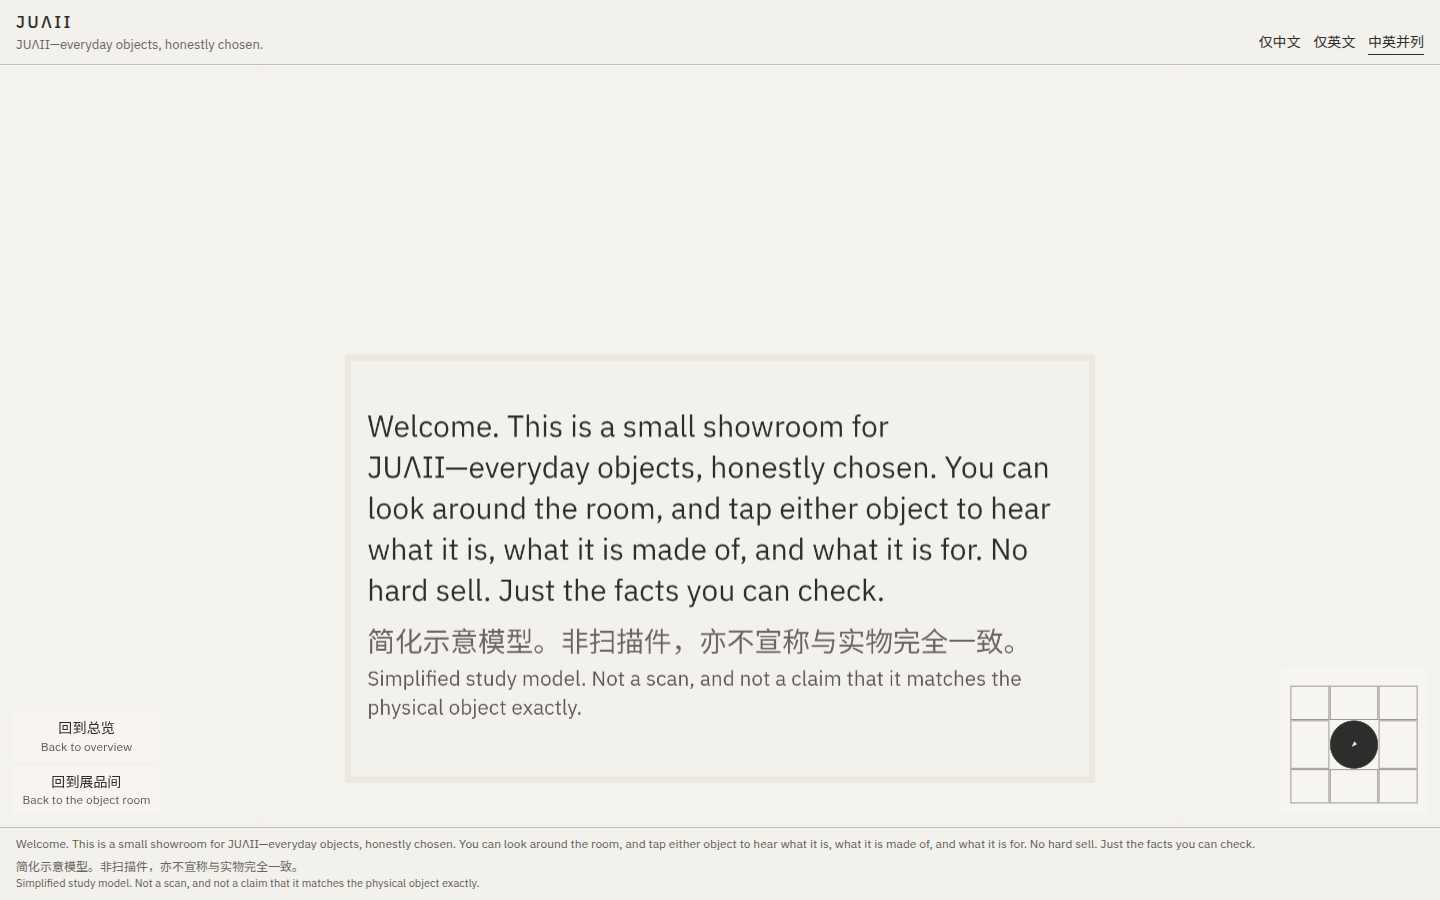 JUΛII
JUΛII—everyday objects, honestly chosen.
仅中文 仅英文 中英并列
Welcome. This is a small showroom for
JUΛII—everyday objects, honestly chosen. You can
look around the room, and tap either object to hear
what it is, what it is made of, and what it is for. No
hard sell. Just the facts you can check.
简化示意模型。非扫描件，亦不宣称与实物完全一致。
Simplified study model. Not a scan, and not a claim that it matches the
physical object exactly.
回到总览
Back to overview
回到展品间
Back to the object room
Welcome. This is a small showroom for JUΛII—everyday objects, honestly chosen. You can look around the room, and tap either object to hear what it is, what it is made of, and what it is for. No hard sell. Just the facts you can check.
简化示意模型。非扫描件，亦不宣称与实物完全一致。
Simplified study model. Not a scan, and not a claim that it matches the physical object exactly.